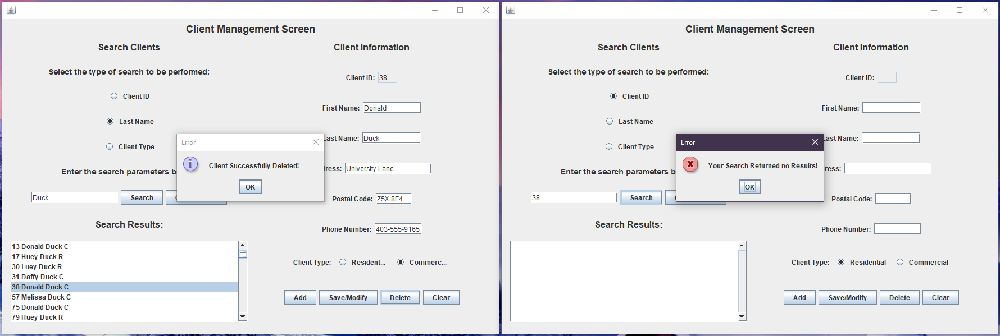 Client Management Screen
Search Clients
Client Information
Select the type of search to be performed:
Client ID: 38
Client ID
First Name: Donald
Last Name
Last Name: Duck
Client Type
Error
Client Successfully Deleted!
OK
Enter the search parameters b
ress: University Lane
Duck
Search
Postal Code: Z5X 8F4
Search Results:
Phone Number: 403-555-9165
13 Donald Duck C
17 Huey Duck R
30 Luey Duck R
31 Daffy Duck C
38 Donald Duck C
57 Melissa Duck C
75 Donald Duck C
79 Huey Duck R
Client Type: Resident... Commerc...
Add Save/Modify Delete Clear
Client Management Screen
Search Clients
Client Information
Select the type of search to be performed:
Client ID:
Client ID
First Name:
Last Name
Last Name:
Client Type
Error
Your Search Returned no Results!
OK
Enter the search parameters b
ress:
38
Search
Postal Code:
Search Results:
Phone Number:
Client Type: Residential Commercial
Add Save/Modify Delete Clear